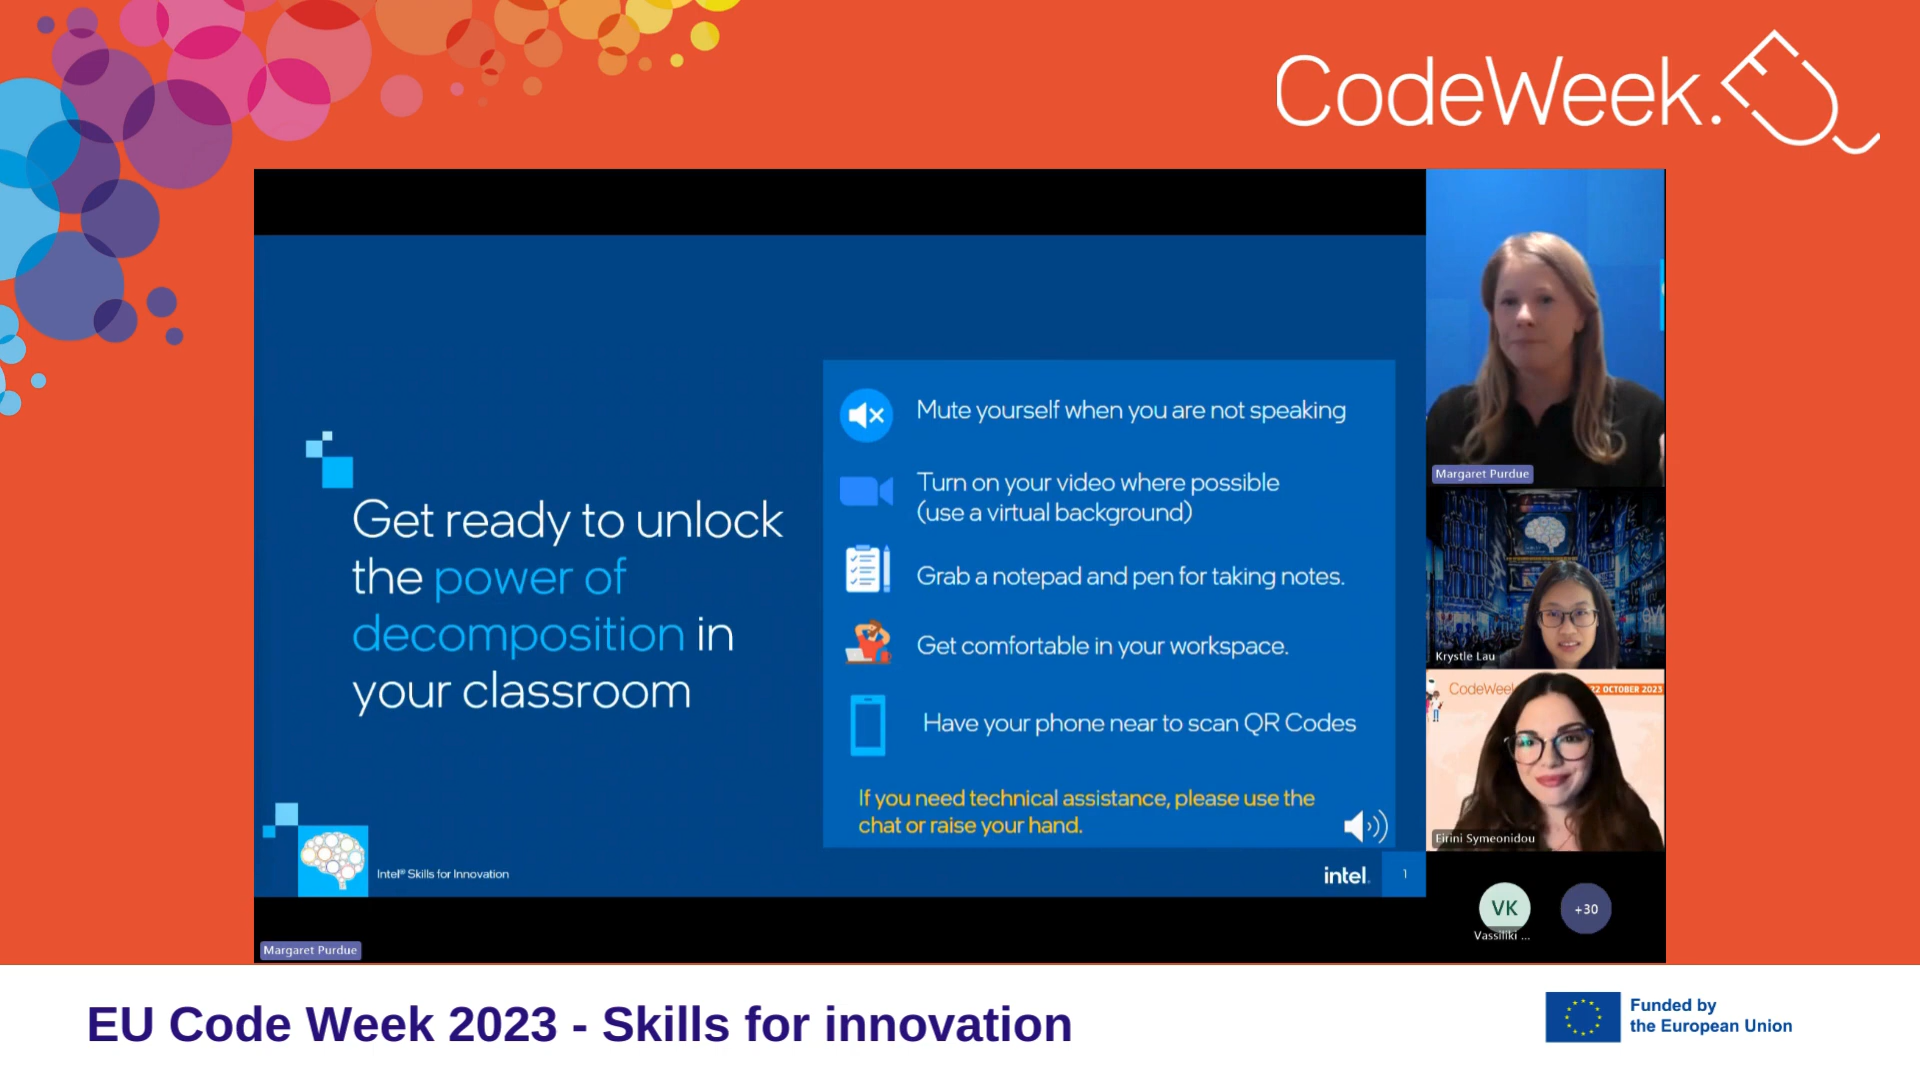 CodeWeek.EU
Get ready to unlock
the power of
decomposition in
your classroom
Mute yourself when you are not speaking
Turn on your video where possible
(use a virtual background)
Grab a notepad and pen for taking notes.
Get comfortable in your workspace.
Have your phone near to scan QR Codes
If you need technical assistance, please use the
chat or raise your hand.
Intel® Skills for Innovation
intel.
1
Margaret Purdue
Margaret Purdue
Krystle Lau
CodeWeek
22 OCTOBER 2023
Eirini Symeonidou
VK
Vassiliki ...
+30
EU Code Week 2023 - Skills for innovation
Funded by
the European Union